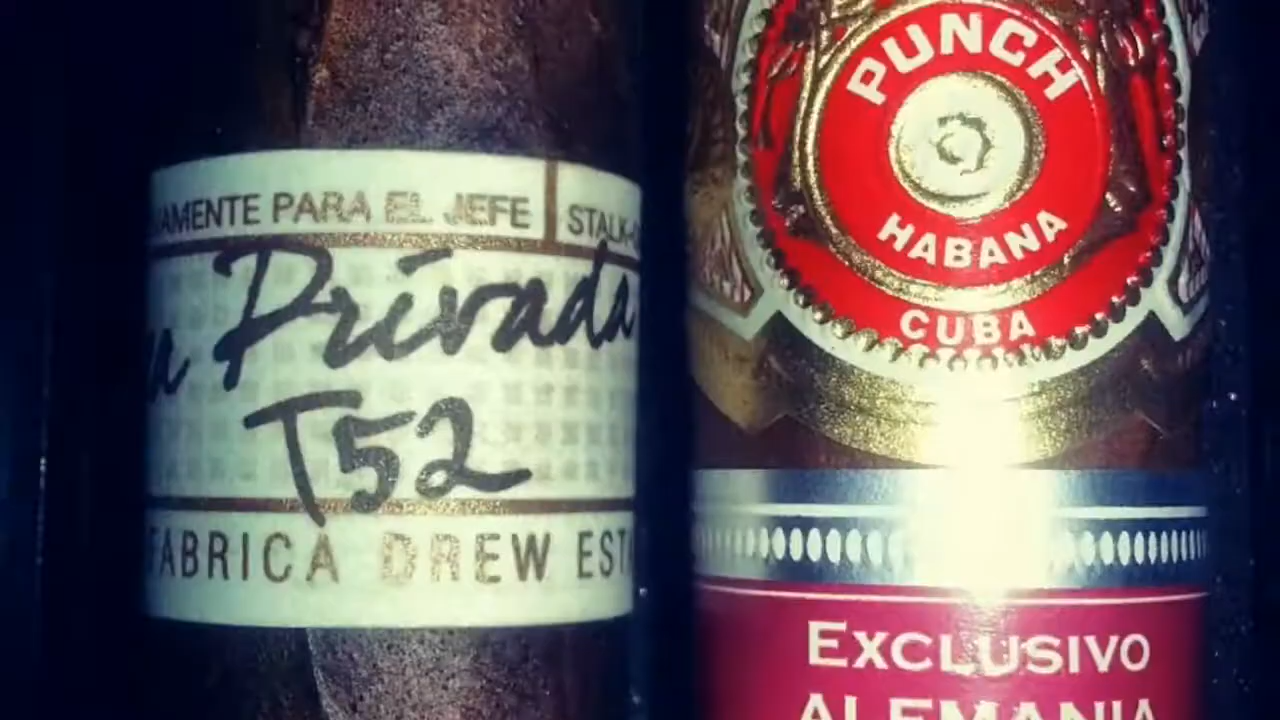 AMENTE PARA EL JEFE
STALK-
Privada
T52
FABRICA DREW EST
PUNCH
HABANA
CUBA
EXCLUSIVO
ALEMANIA